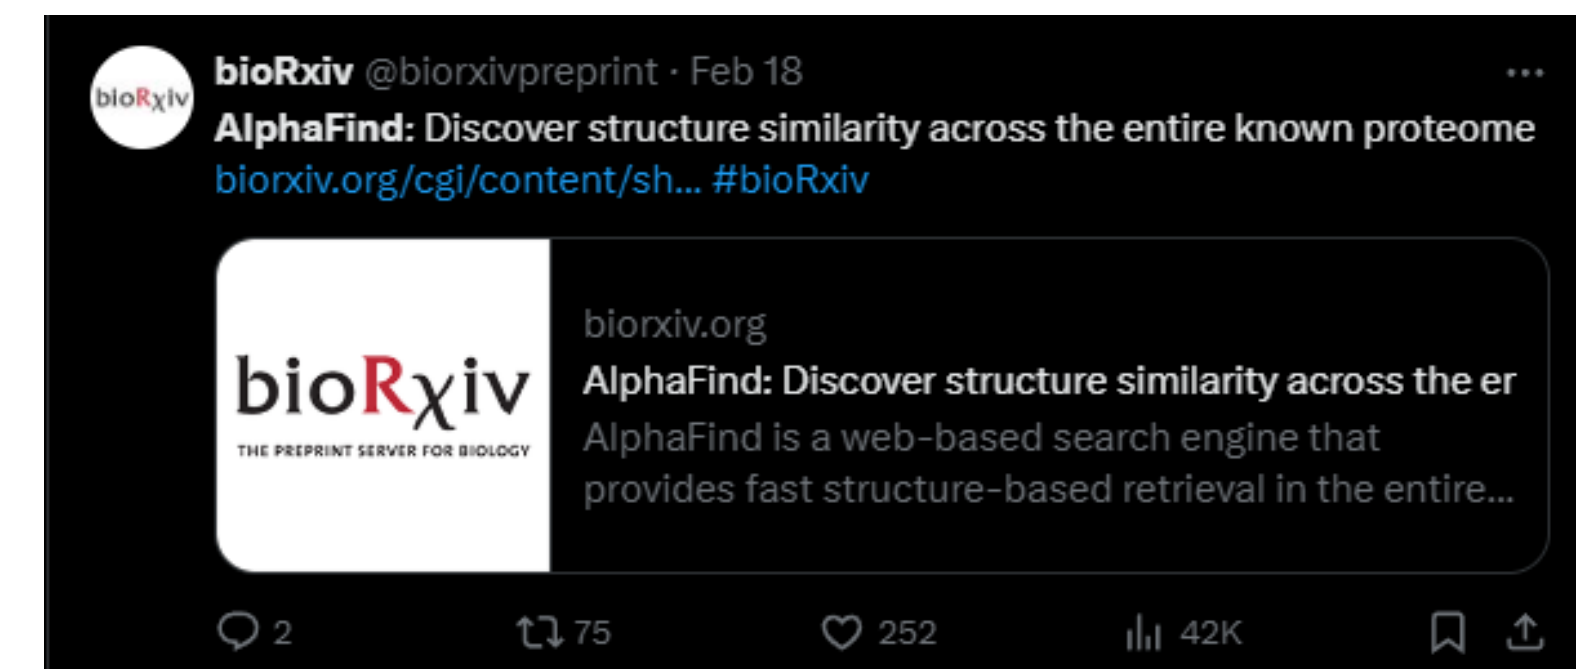 bioRxiv
bioRxiv @biorxivpreprint · Feb 18
AlphaFind: Discover structure similarity across the entire known proteome
biorxiv.org/cgi/content/sh... #bioRxiv
bioRχiv
THE PREPRINT SERVER FOR BIOLOGY
biorxiv.org
AlphaFind: Discover structure similarity across the er
AlphaFind is a web-based search engine that
provides fast structure-based retrieval in the entire...
2 75 252 42K